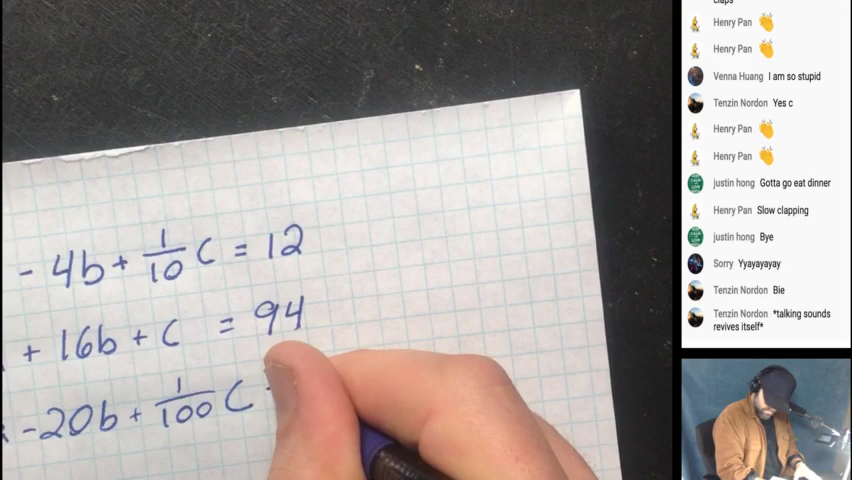 - 4b + 1/10 C = 12
+ 16b + C = 94
- 20b + 1/100 C
claps
Henry Pan 👏
Henry Pan 👏
Venna Huang I am so stupid
Tenzin Nordon Yes c
Henry Pan 👏
Henry Pan 👏
justin hong Gotta go eat dinner
Henry Pan Slow clapping
justin hong Bye
Sorry Yyayayayay
Tenzin Nordon Bie
Tenzin Nordon *talking sounds
revives itself*